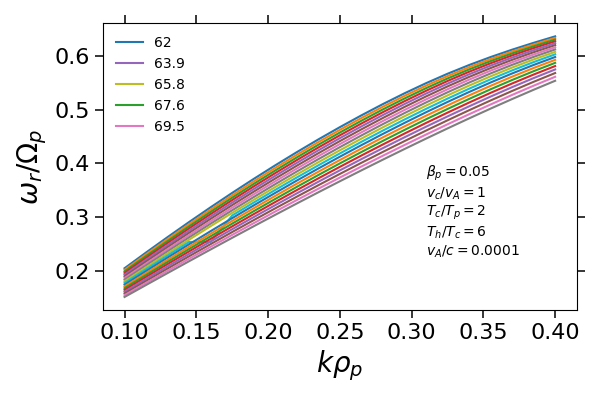 62
63.9
65.8
67.6
69.5
0.6
0.5
0.4
0.3
0.2
ω_r/Ω_p
β_p = 0.05
v_c/v_A = 1
T_c/T_p = 2
T_h/T_c = 6
v_A/c = 0.0001
0.10 0.15 0.20 0.25 0.30 0.35 0.40
kρ_p